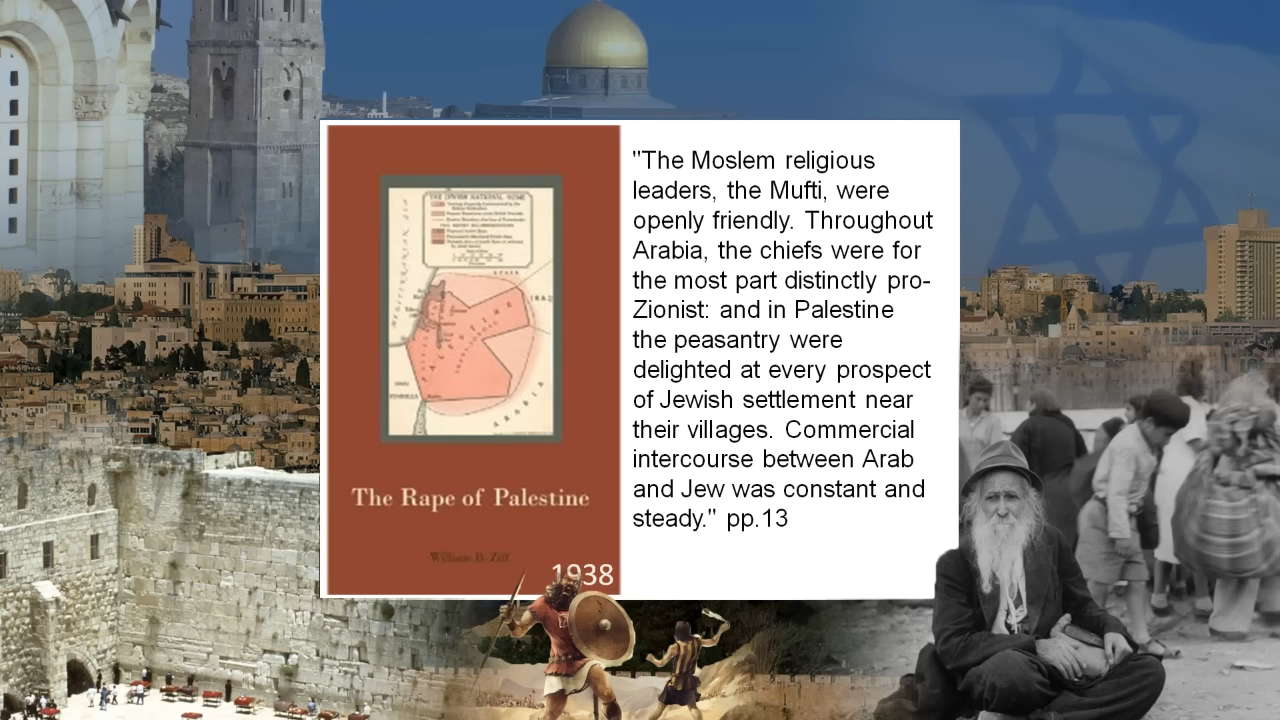 THE JEWISH NATIONAL HOME
SYRIA
IRAQ
ARABIA
The Rape of Palestine
William B. Ziff
1938
"The Moslem religious
leaders, the Mufti, were
openly friendly. Throughout
Arabia, the chiefs were for
the most part distinctly pro-
Zionist: and in Palestine
the peasantry were
delighted at every prospect
of Jewish settlement near
their villages. Commercial
intercourse between Arab
and Jew was constant and
steady." pp.13